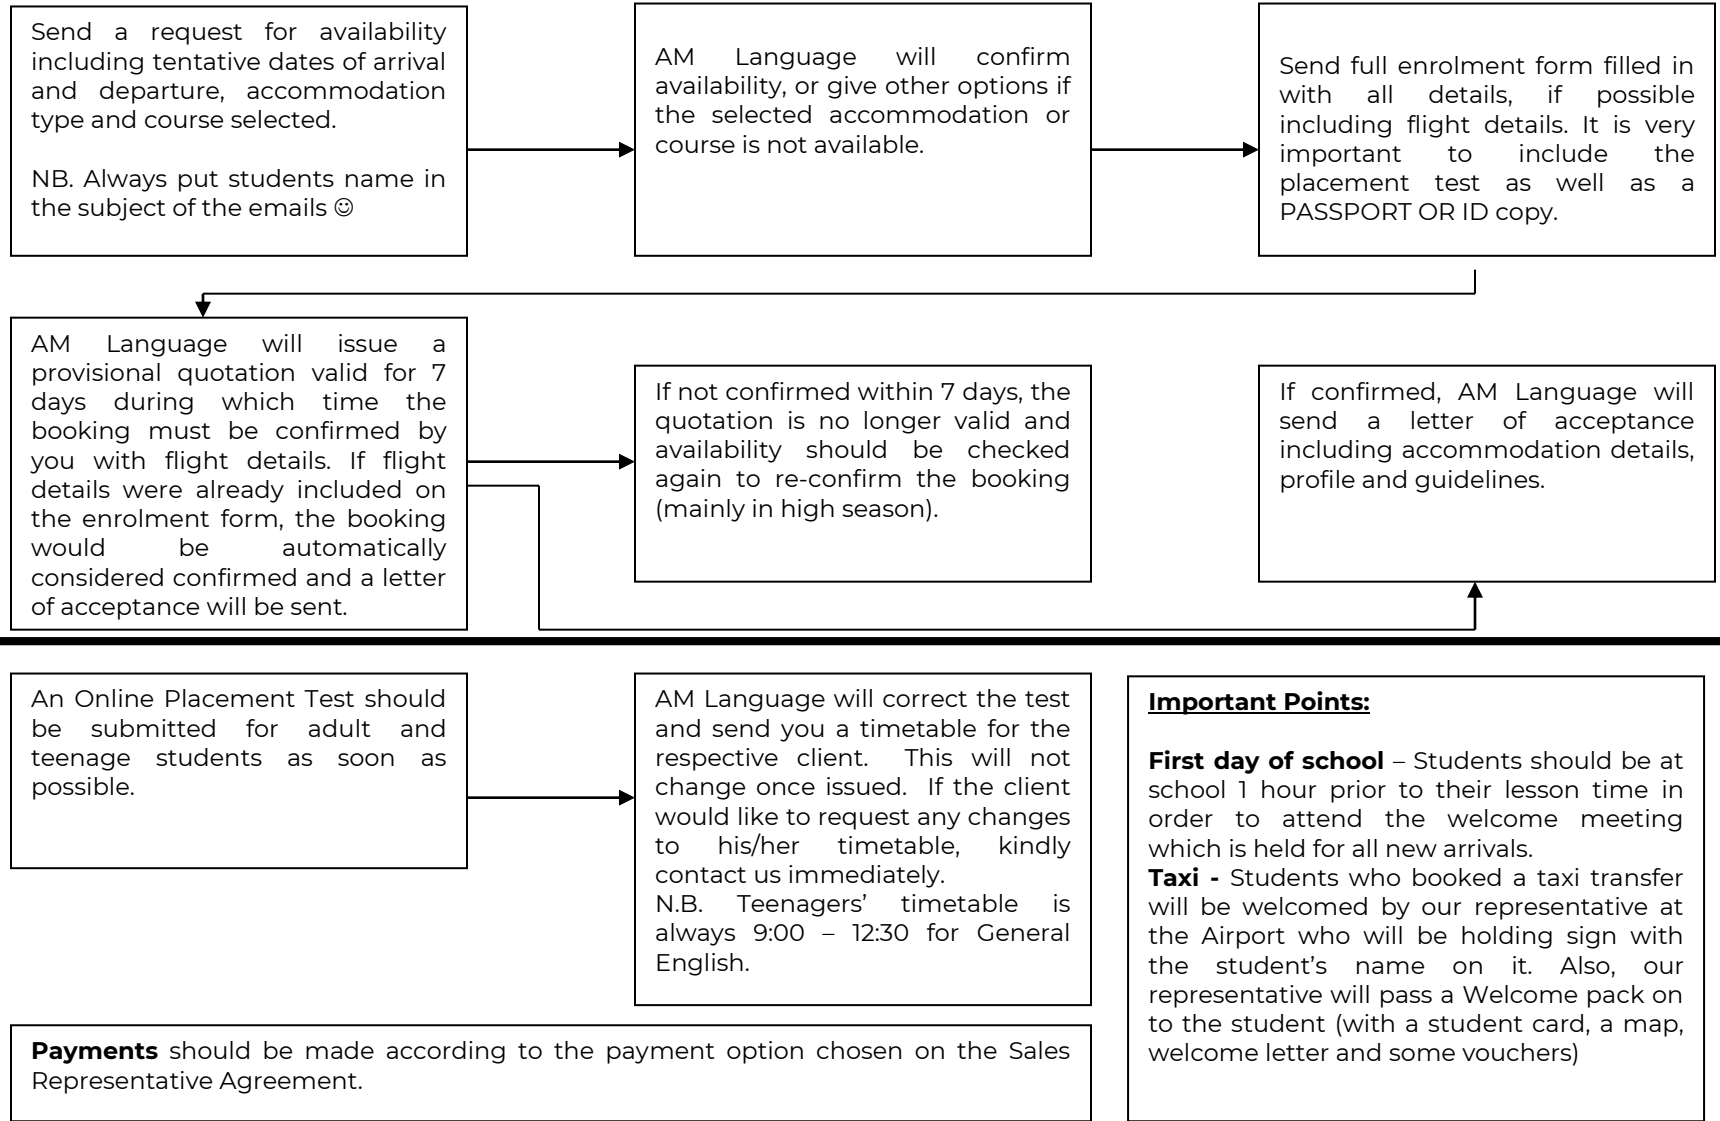 Send a request for availability
including tentative dates of arrival
and departure, accommodation
type and course selected.
NB. Always put students name in
the subject of the emails ☺
AM Language will confirm
availability, or give other options if
the selected accommodation or
course is not available.
Send full enrolment form filled in
with all details, if possible
including flight details. It is very
important to include the
placement test as well as a
PASSPORT OR ID copy.
AM Language will issue a
provisional quotation valid for 7
days during which time the
booking must be confirmed by
you with flight details. If flight
details were already included on
the enrolment form, the booking
would be automatically
considered confirmed and a letter
of acceptance will be sent.
If not confirmed within 7 days, the
quotation is no longer valid and
availability should be checked
again to re-confirm the booking
(mainly in high season).
If confirmed, AM Language will
send a letter of acceptance
including accommodation details,
profile and guidelines.
An Online Placement Test should
be submitted for adult and
teenage students as soon as
possible.
AM Language will correct the test
and send you a timetable for the
respective client. This will not
change once issued. If the client
would like to request any changes
to his/her timetable, kindly
contact us immediately.
N.B. Teenagers’ timetable is
always 9:00 – 12:30 for General
English.
Important Points:
First day of school – Students should be at
school 1 hour prior to their lesson time in
order to attend the welcome meeting
which is held for all new arrivals.
Taxi - Students who booked a taxi transfer
will be welcomed by our representative at
the Airport who will be holding sign with
the student’s name on it. Also, our
representative will pass a Welcome pack on
to the student (with a student card, a map,
welcome letter and some vouchers)
Payments should be made according to the payment option chosen on the Sales
Representative Agreement.